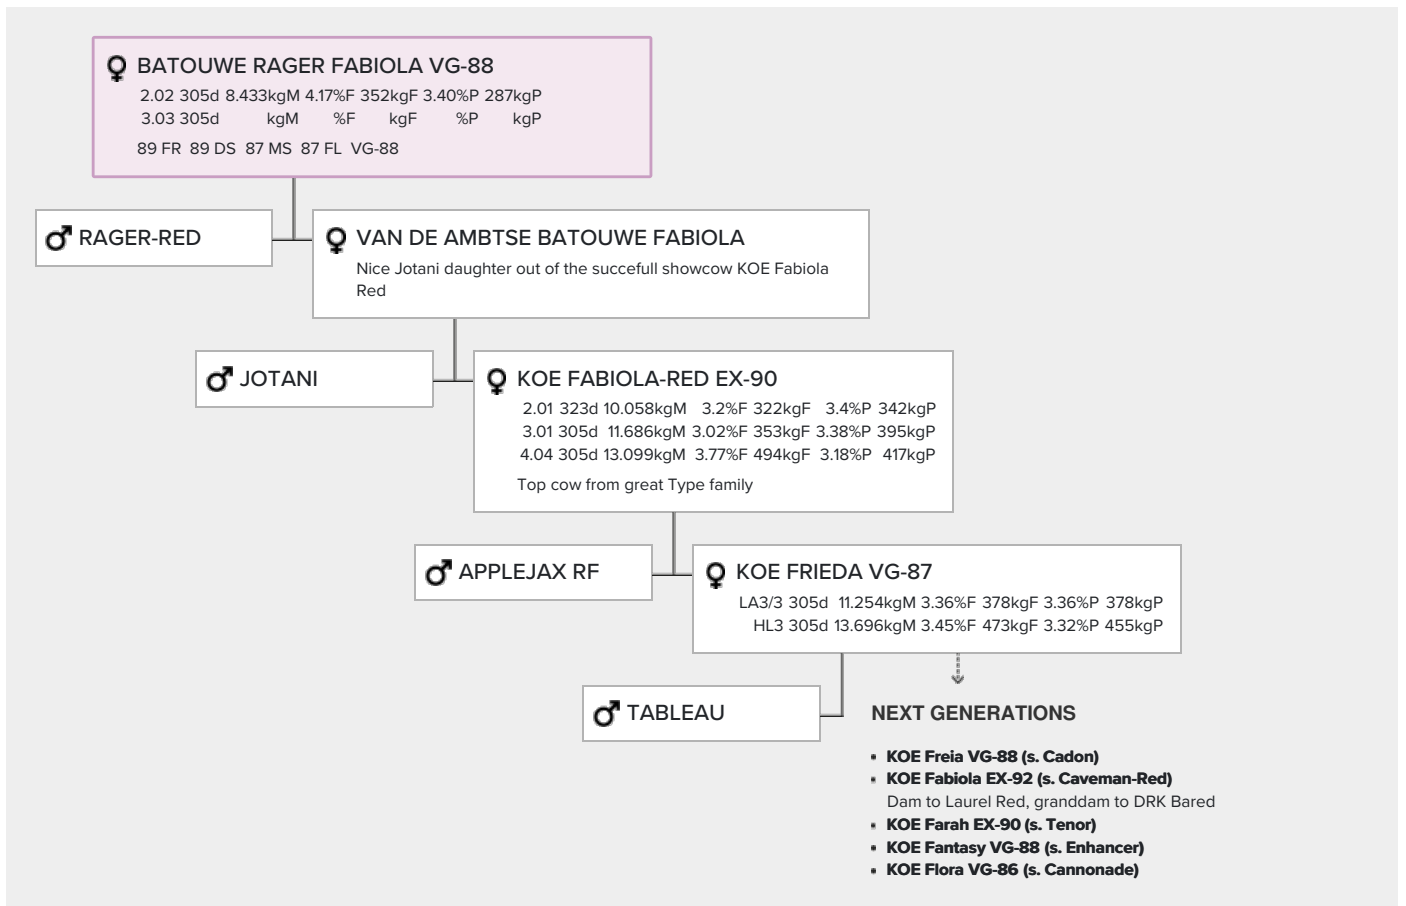 BATOUWE RAGER FABIOLA VG-88
2.02 305d 8.433kgM 4.17%F 352kgF 3.40%P 287kgP
3.03 305d kgM %F kgF %P kgP
89 FR 89 DS 87 MS 87 FL VG-88
RAGER-RED
VAN DE AMBTSE BATOUWE FABIOLA
Nice Jotani daughter out of the succefull showcow KOE Fabiola
Red
JOTANI
KOE FABIOLA-RED EX-90
2.01 323d 10.058kgM 3.2%F 322kgF 3.4%P 342kgP
3.01 305d 11.686kgM 3.02%F 353kgF 3.38%P 395kgP
4.04 305d 13.099kgM 3.77%F 494kgF 3.18%P 417kgP
Top cow from great Type family
APPLEJAX RF
KOE FRIEDA VG-87
LA3/3 305d 11.254kgM 3.36%F 378kgF 3.36%P 378kgP
HL3 305d 13.696kgM 3.45%F 473kgF 3.32%P 455kgP
TABLEAU
NEXT GENERATIONS
• KOE Freia VG-88 (s. Cadon)
• KOE Fabiola EX-92 (s. Caveman-Red)
Dam to Laurel Red, granddam to DRK Bared
• KOE Farah EX-90 (s. Tenor)
• KOE Fantasy VG-88 (s. Enhancer)
• KOE Flora VG-86 (s. Cannonade)